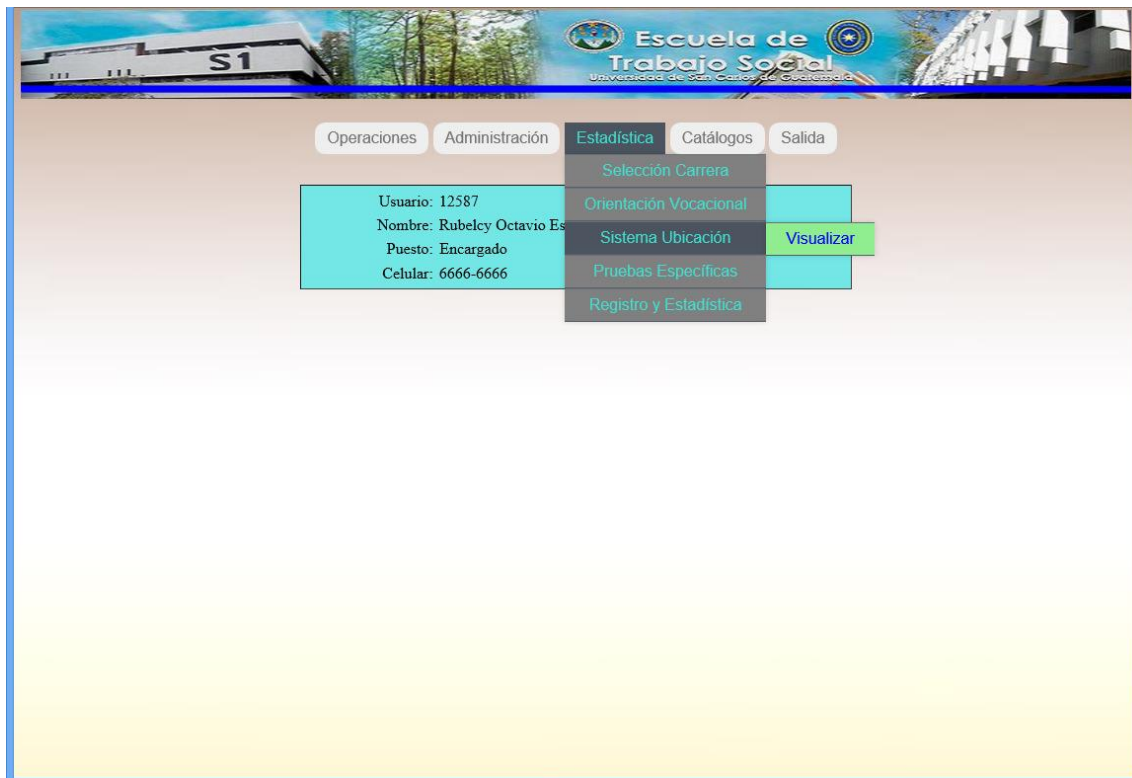 S1
Escuela de
Trabajo Social
Universidad de San Carlos de Guatemala
Operaciones Administración Estadística Catálogos Salida
Selección Carrera
Usuario: 12587 Orientación Vocacional
Nombre: Rubelcy Octavio Es
Sistema Ubicación Visualizar
Puesto: Encargado
Celular: 6666-6666 Pruebas Específicas
Registro y Estadística